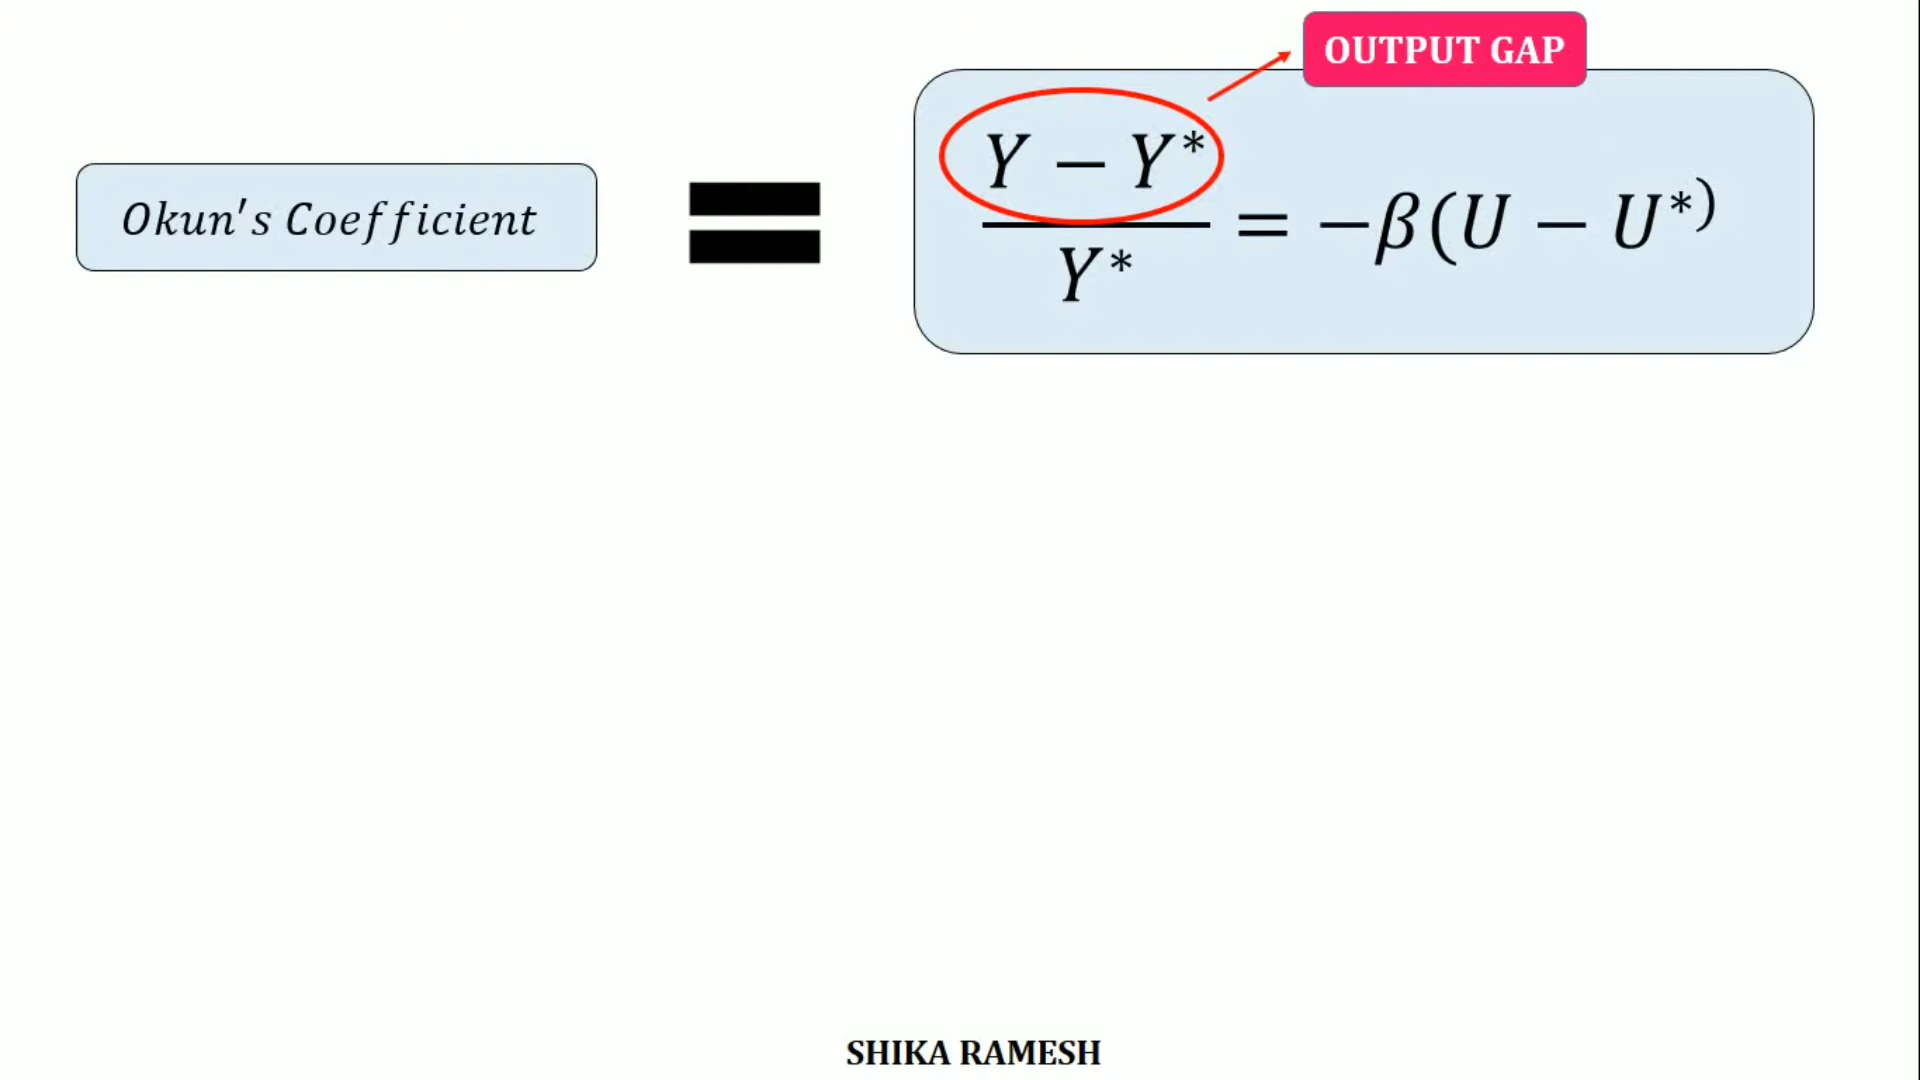 OUTPUT GAP
Okun's Coefficient = Y − Y* / Y* = −β(U − U*)
SHIKA RAMESH